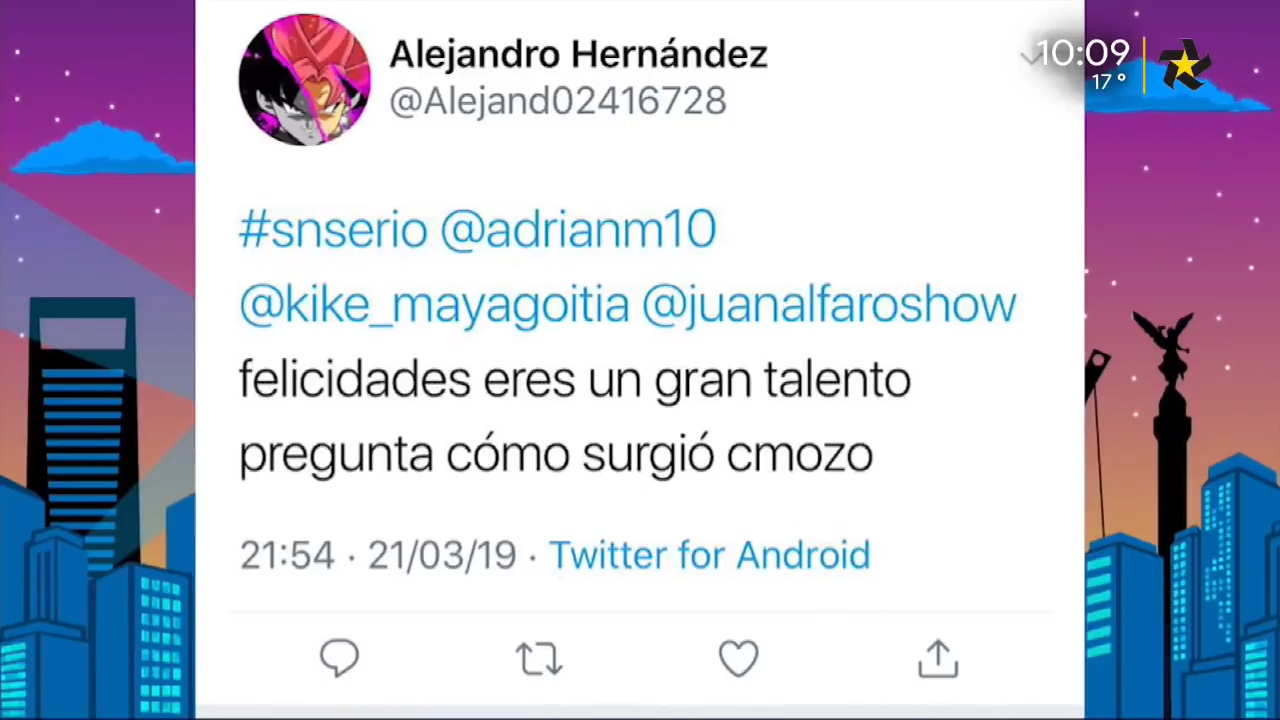 Alejandro Hernández
@Alejand02416728
10:09
17°
#snserio @adrianm10
@kike_mayagoitia @juanalfaroshow
felicidades eres un gran talento
pregunta cómo surgió cmozo
21:54 · 21/03/19 · Twitter for Android